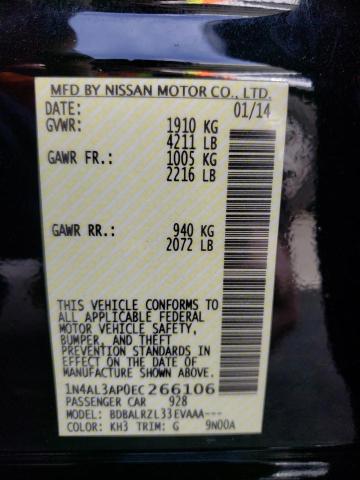 MFD BY NISSAN MOTOR CO., LTD.
DATE: 01/14
GVWR: 1910 KG
4211 LB
GAWR FR.: 1005 KG
2216 LB
GAWR RR.: 940 KG
2072 LB
THIS VEHICLE CONFORMS TO
ALL APPLICABLE FEDERAL
MOTOR VEHICLE SAFETY,
BUMPER, AND THEFT
PREVENTION STANDARDS
IN EFFECT ON THE DATE OF
MANUFACTURE SHOWN ABOVE.
1N4AL3AP0EC266106
PASSENGER CAR 928
MODEL: BDBALRZL33EVAAA---
COLOR: KH3 TRIM: G 9N00A